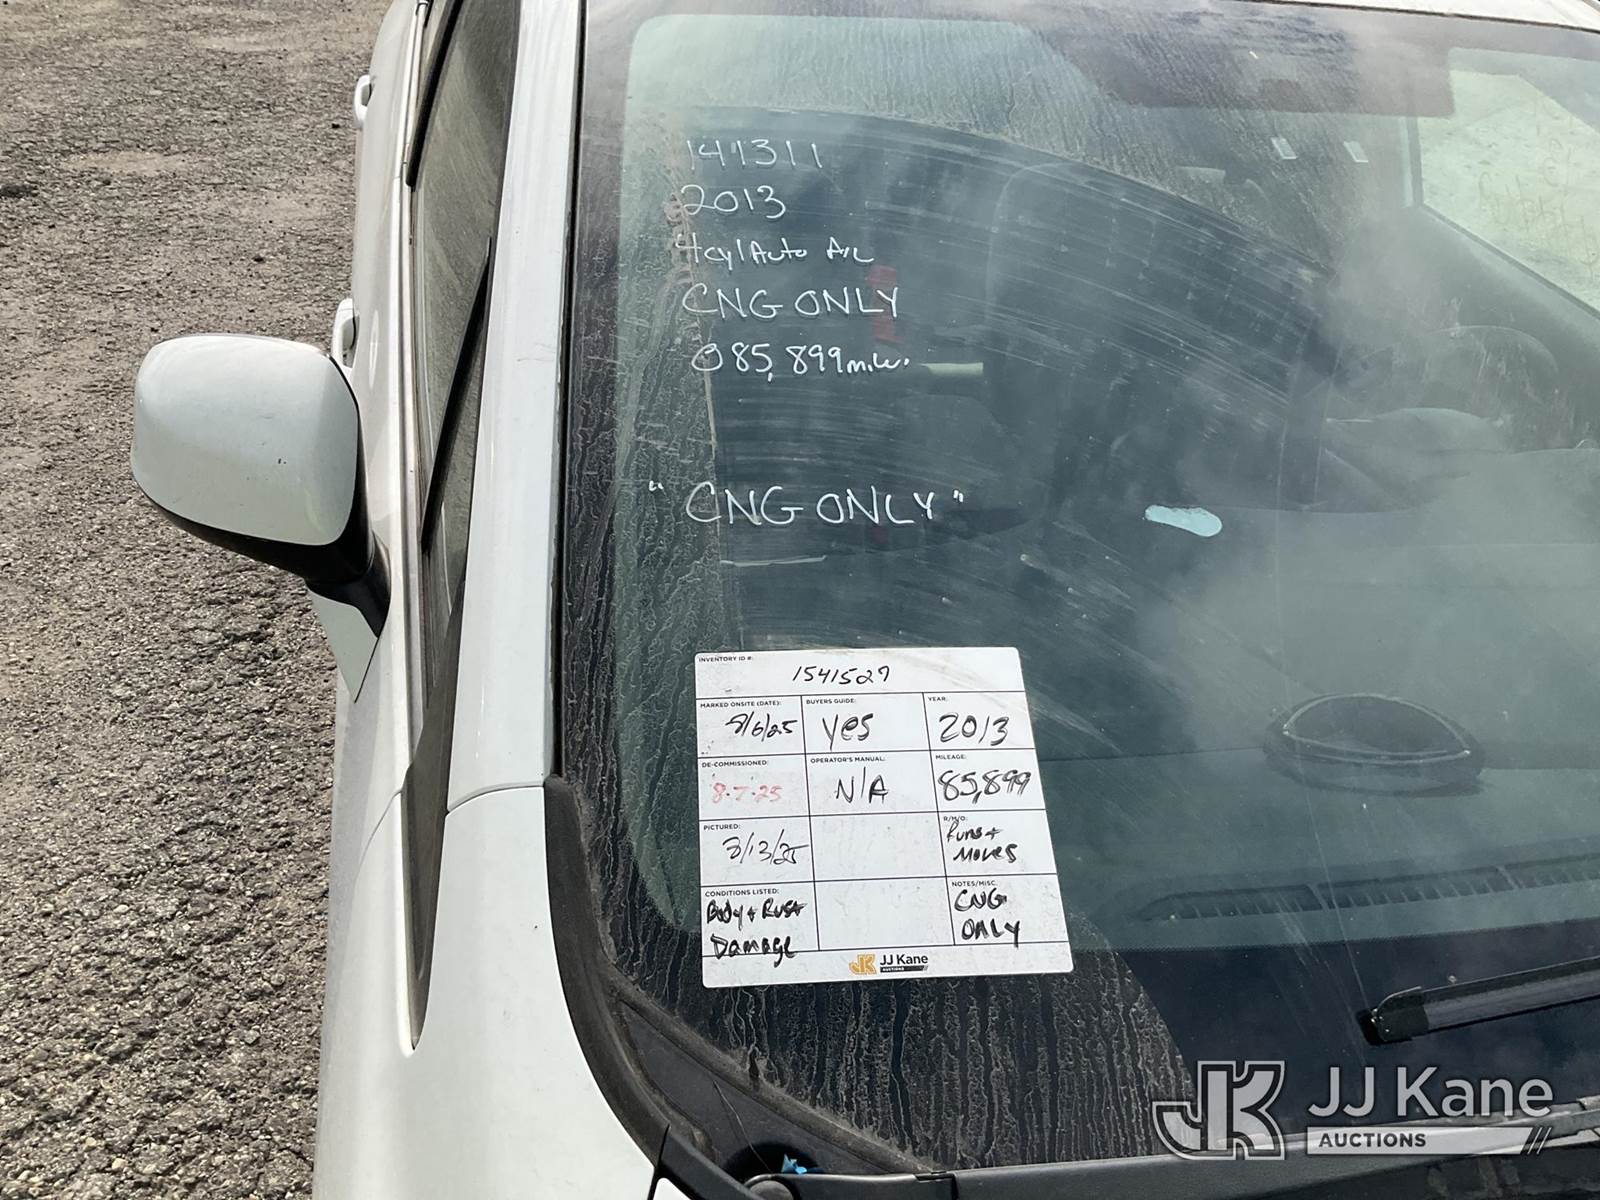 141311
2013
4cyl Auto A/C
CNG ONLY
085,899 miles.
"CNG ONLY"
INVENTORY ID #:
1541527
MARKED ONSITE (DATE): BUYERS GUIDE: YEAR:
8/6/25 yes 2013
DE-COMMISSIONED: OPERATOR'S MANUAL: MILEAGE:
8.7.25 N/A 85,899
PICTURED: R/M/O:
8/13/25 Runs +
Moves
CONDITIONS LISTED: NOTES/MISC.
Body + Rust CNG
Damage ONLY
JK JJ Kane
AUCTIONS
JK JJ Kane
AUCTIONS